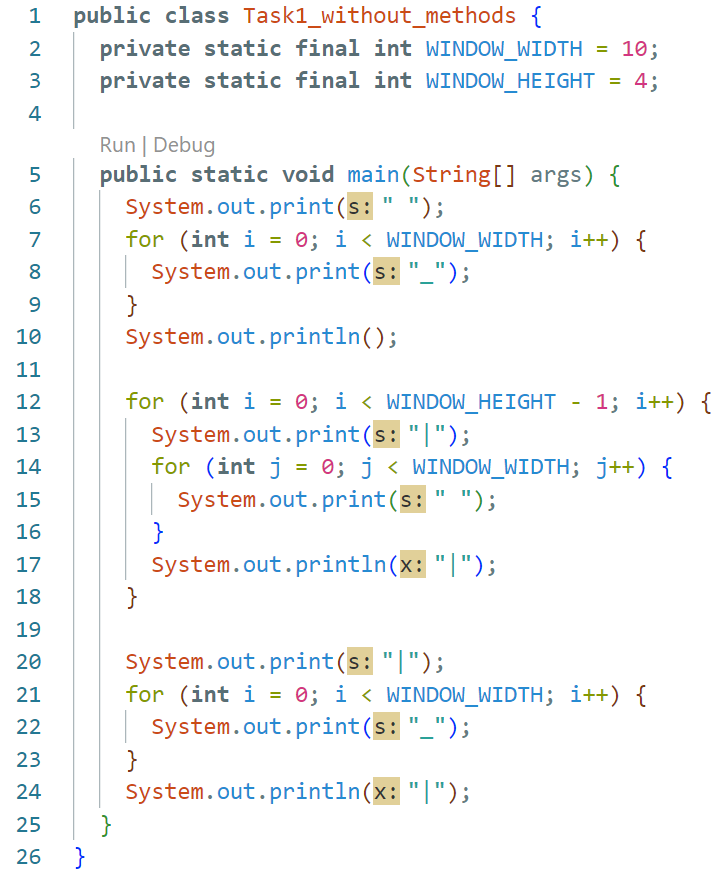 1 public class Task1_without_methods {
2   private static final int WINDOW_WIDTH = 10;
3   private static final int WINDOW_HEIGHT = 4;
4
Run | Debug
5   public static void main(String[] args) {
6     System.out.print(s: " ");
7     for (int i = 0; i < WINDOW_WIDTH; i++) {
8       System.out.print(s: "_");
9     }
10     System.out.println();
11
12     for (int i = 0; i < WINDOW_HEIGHT - 1; i++) {
13       System.out.print(s: "|");
14       for (int j = 0; j < WINDOW_WIDTH; j++) {
15         System.out.print(s: " ");
16       }
17       System.out.println(x: "|");
18     }
19
20     System.out.print(s: "|");
21     for (int i = 0; i < WINDOW_WIDTH; i++) {
22       System.out.print(s: "_");
23     }
24     System.out.println(x: "|");
25   }
26 }